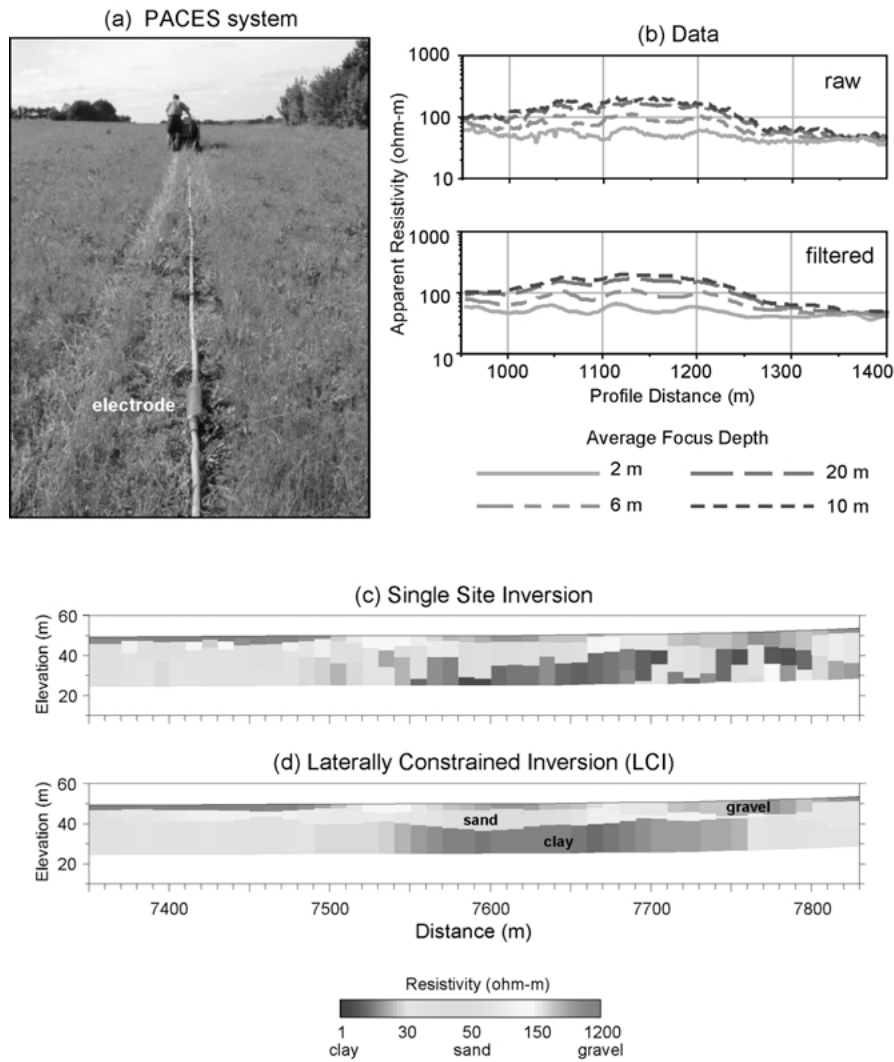 (a) PACES system
electrode
(b) Data
Apparent Resistivity (ohm-m)
1000
100
10
raw
1000
100
10
filtered
1000 1100 1200 1300 1400
Profile Distance (m)
Average Focus Depth
2 m 20 m
6 m 10 m
(c) Single Site Inversion
Elevation (m)
60
40
20
(d) Laterally Constrained Inversion (LCI)
Elevation (m)
60
40
20
gravel
sand
clay
7400 7500 7600 7700 7800
Distance (m)
Resistivity (ohm-m)
1 30 50 150 1200
clay sand gravel